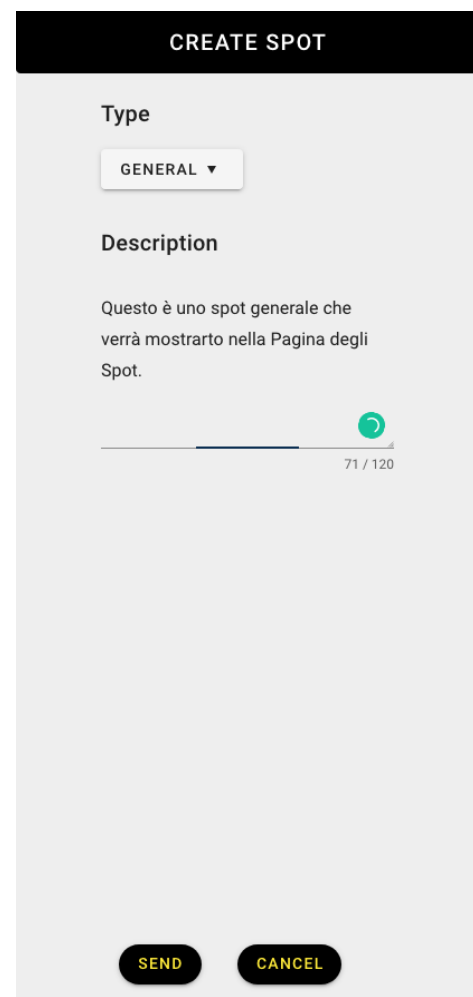 CREATE SPOT
Type
GENERAL ▼
Description
Questo è uno spot generale che
verrà mostrarto nella Pagina degli
Spot.
71 / 120
SEND
CANCEL